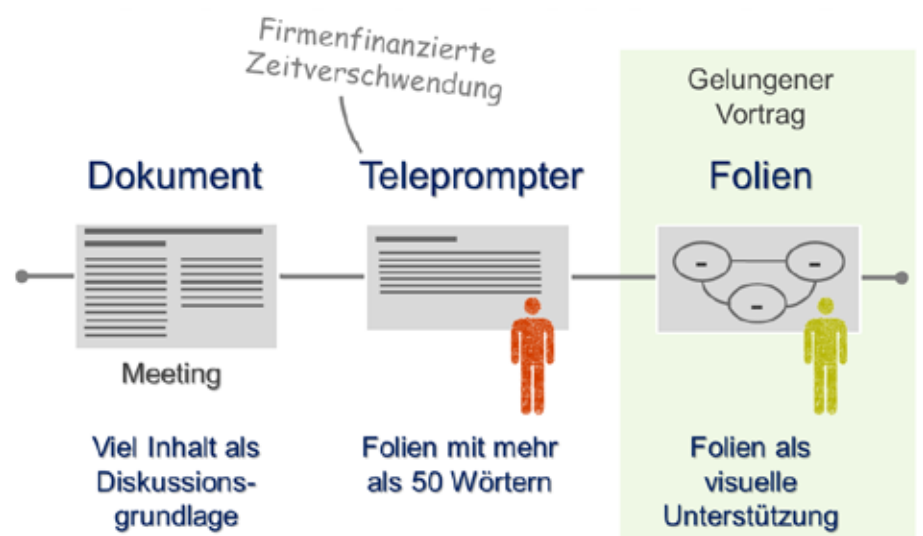 Firmenfinanzierte
Zeitverschwendung
Gelungener
Vortrag
Dokument
Teleprompter
Folien
Meeting
Viel Inhalt als
Diskussions-
grundlage
Folien mit mehr
als 50 Wörtern
Folien als
visuelle
Unterstützung